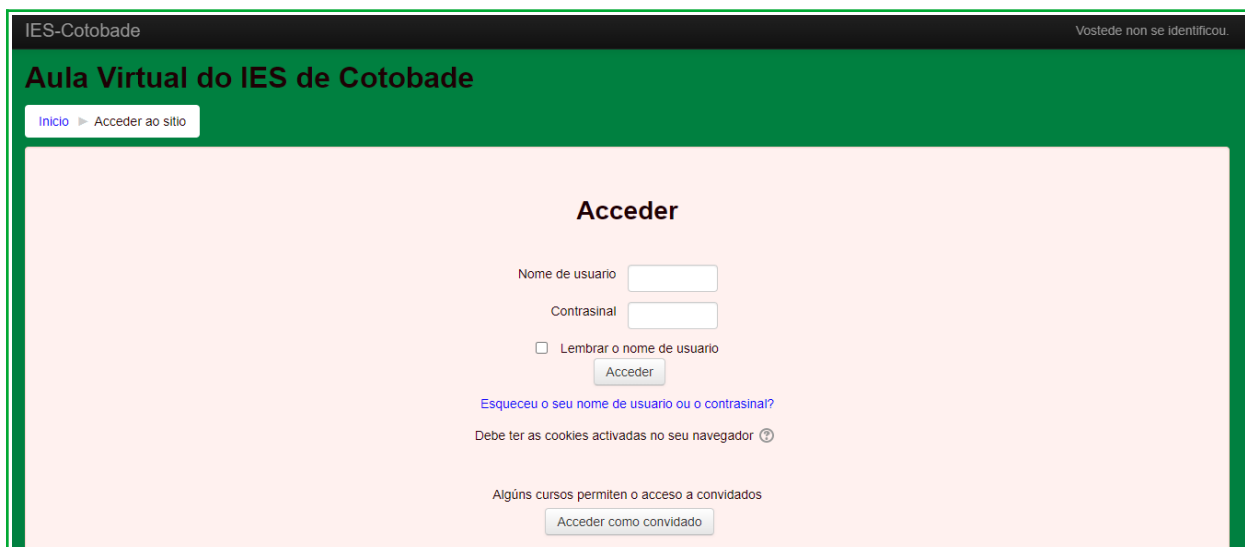 IES-Cotobade
Vostede non se identificou.
Aula Virtual do IES de Cotobade
Inicio ► Acceder ao sitio
Acceder
Nome de usuario
Contrasinal
Lembrar o nome de usuario
Acceder
Esqueceu o seu nome de usuario ou o contrasinal?
Debe ter as cookies activadas no seu navegador ?
Algúns cursos permiten o acceso a convidados
Acceder como convidado